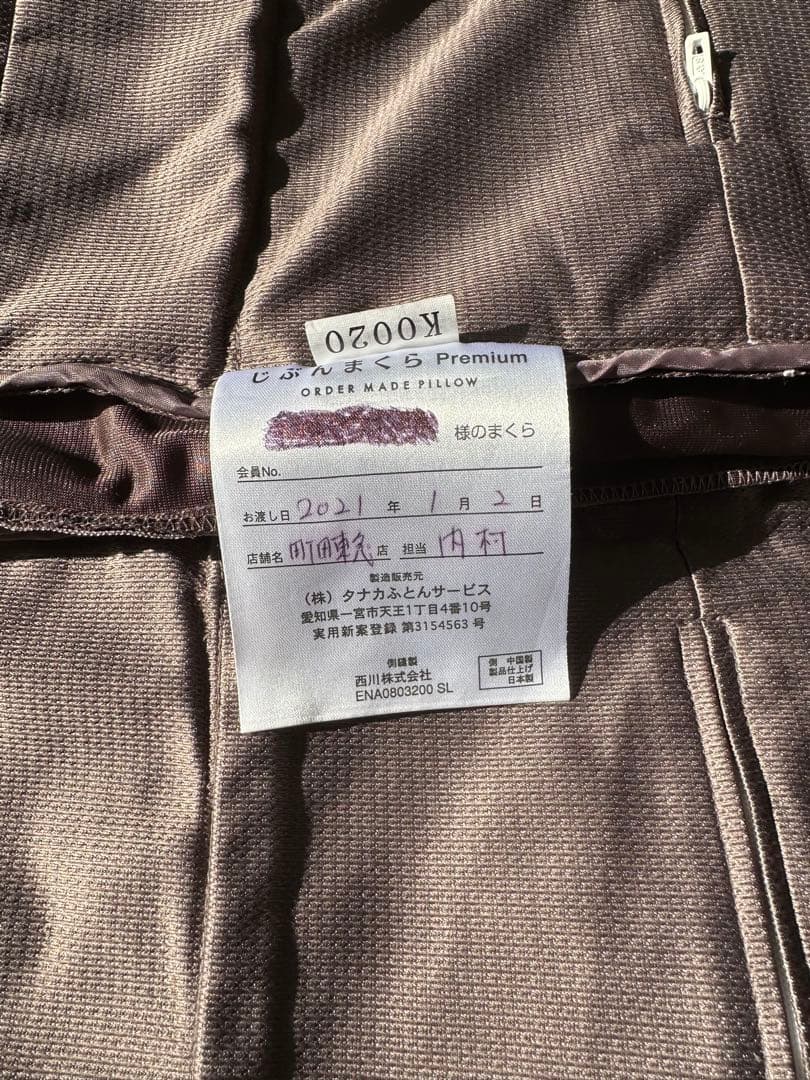 K0020
じぶんまくら Premium
ORDER MADE PILLOW
様のまくら
会員No.
お渡し日 2021 年 1 月 2 日
店舗名 町田東急 店 担当 内村
製造販売元
(株) タナカふとんサービス
愛知県一宮市天王1丁目4番10号
実用新案登録 第3154563 号
側縫製
西川株式会社
ENA0803200 SL
側 中国製
製品仕上げ
日本製